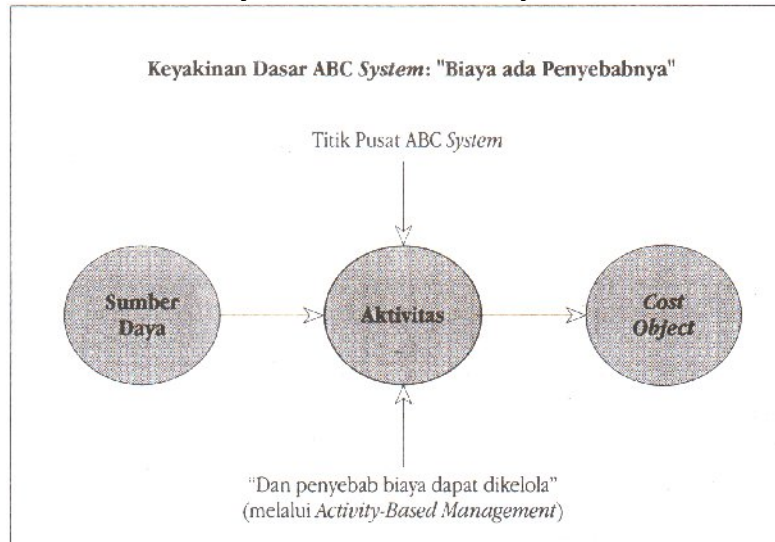 Keyakinan Dasar ABC System: "Biaya ada Penyebabnya"
Titik Pusat ABC System
Sumber
Daya
Aktivitas
Cost
Object
“Dan penyebab biaya dapat dikelola”
(melalui Activity-Based Management)